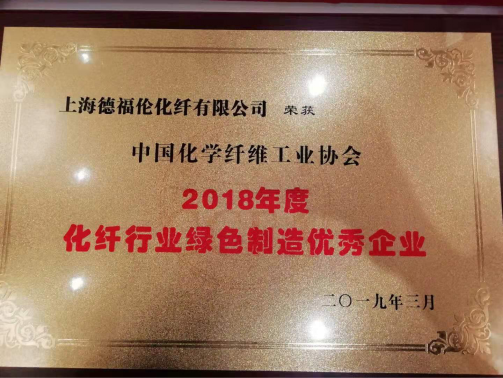 上海德福伦化纤有限公司 荣获
中国化学纤维工业协会
2018年度
化纤行业绿色制造优秀企业
二〇一九年三月